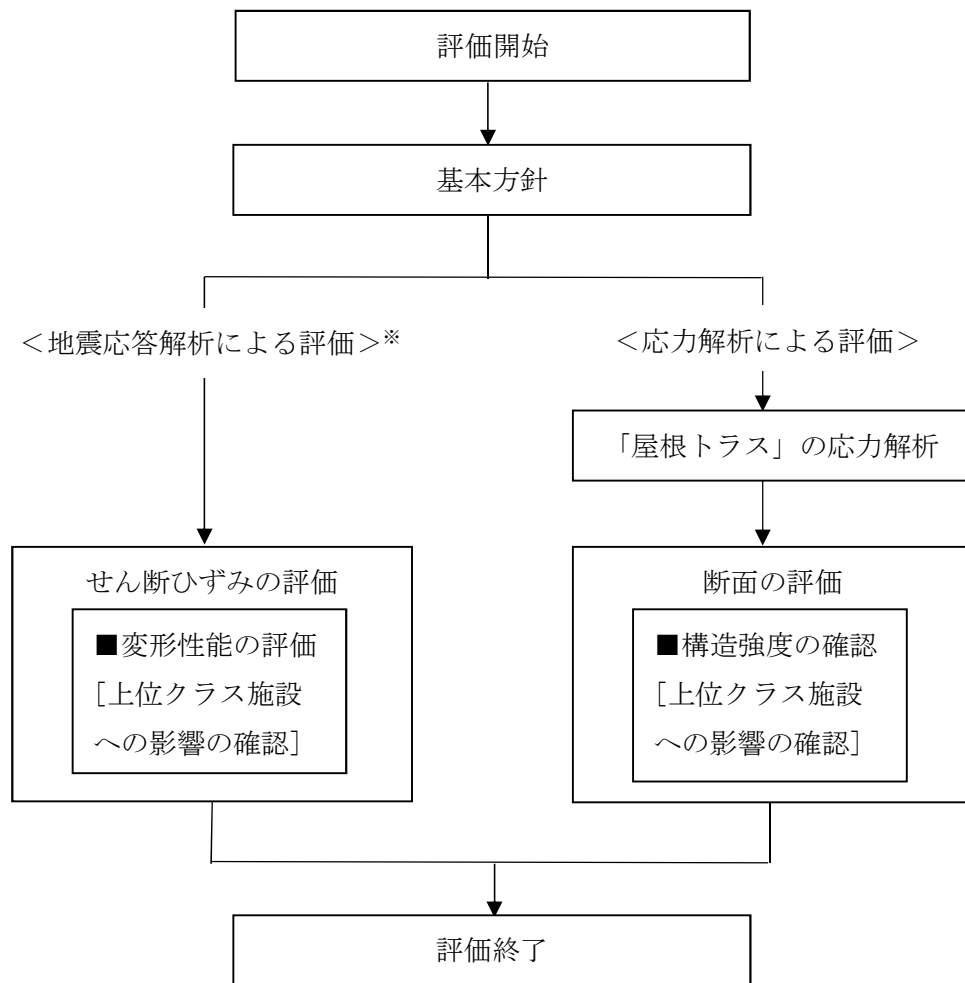 評価開始
基本方針
＜地震応答解析による評価＞※
＜応力解析による評価＞
「屋根トラス」の応力解析
せん断ひずみの評価
■変形性能の評価
［上位クラス施設
への影響の確認］
断面の評価
■構造強度の確認
［上位クラス施設
への影響の確認］
評価終了